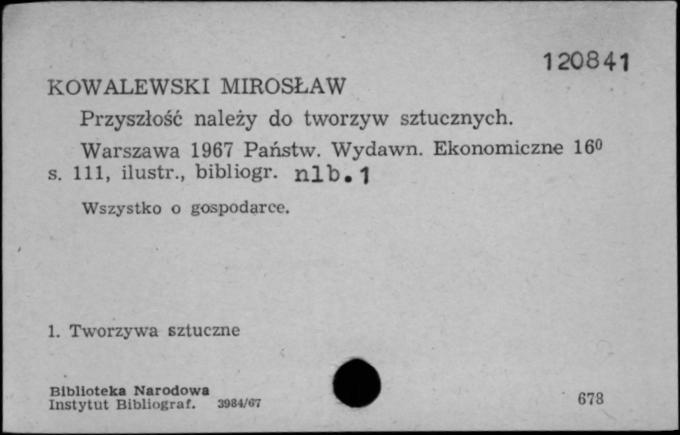 120841
KOWALEWSKI MIROSŁAW
Przyszłość należy do tworzyw sztucznych.
Warszawa 1967 Państw. Wydawn. Ekonomiczne 16⁰
s. 111, ilustr., bibliogr. nlb.1
Wszystko o gospodarce.
1. Tworzywa sztuczne
Biblioteka Narodowa
Instytut Bibliograf. 3984/67
678